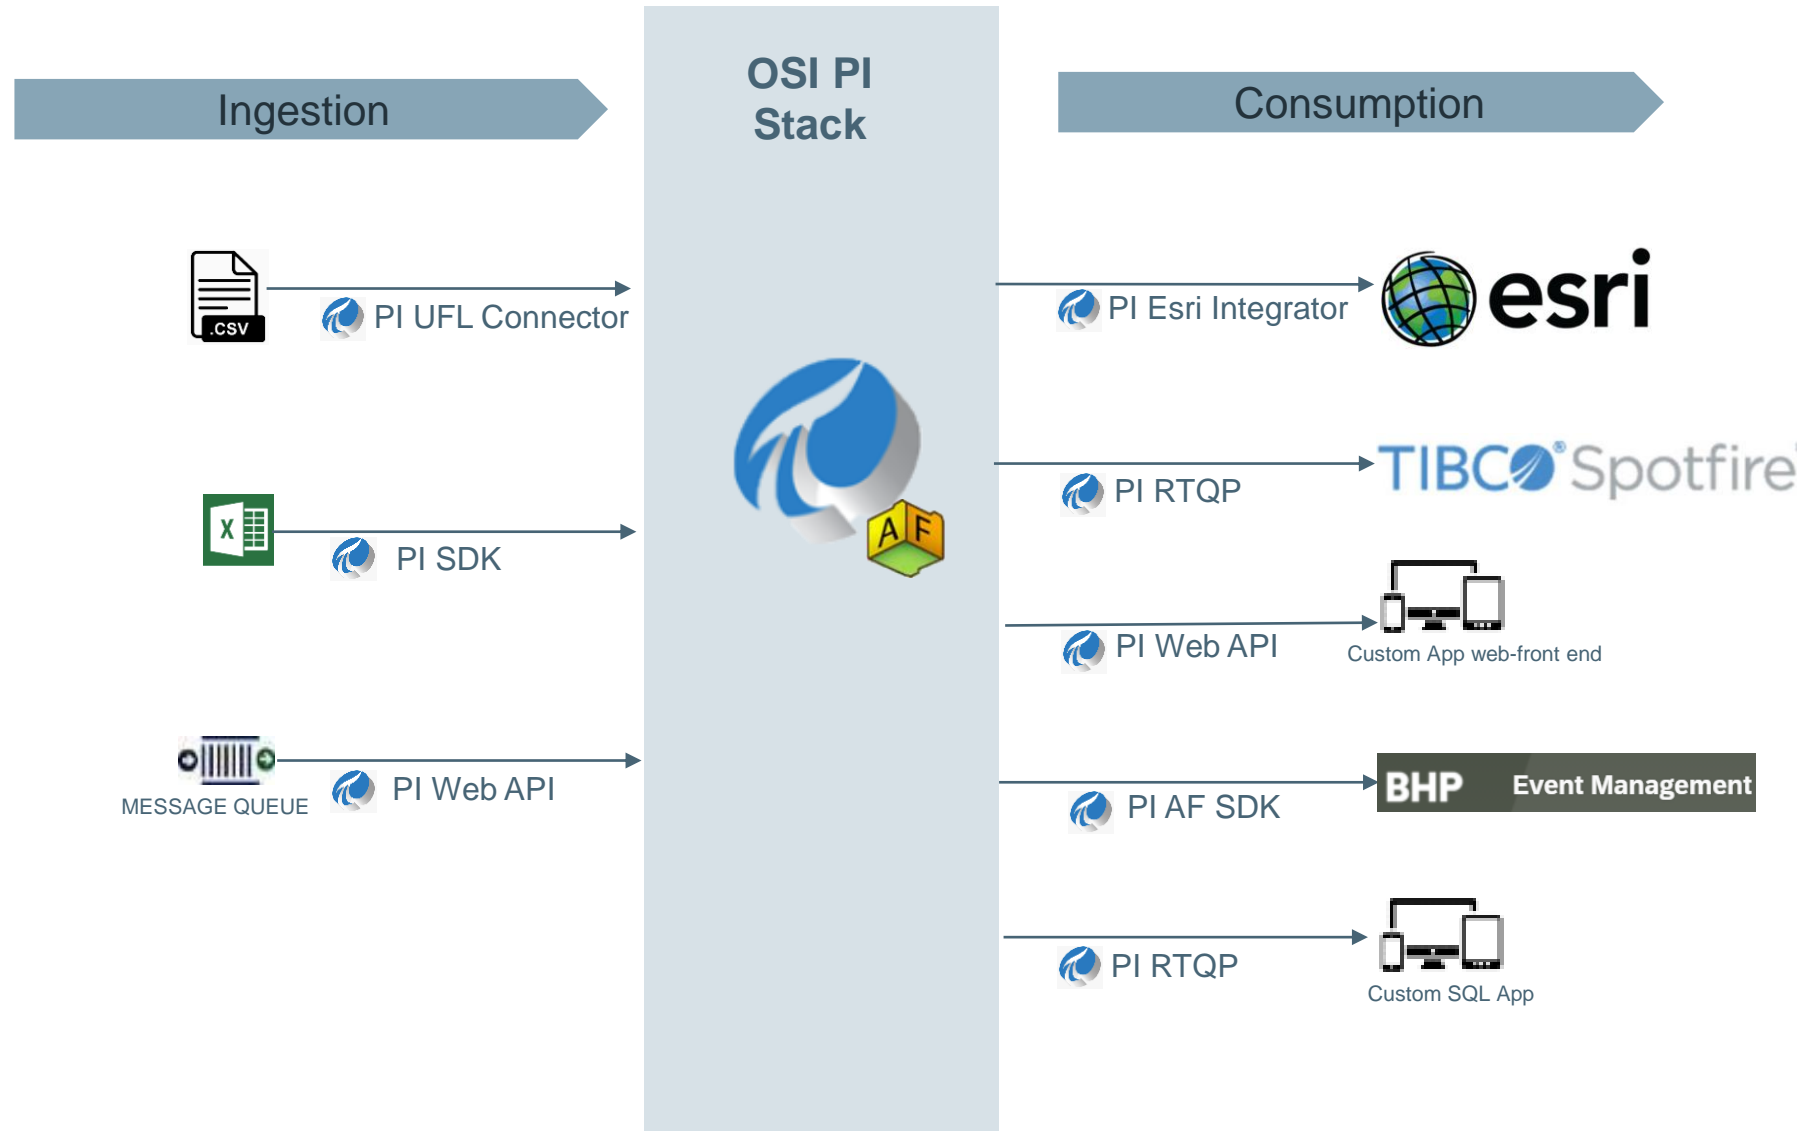 OSI PI
Stack
Ingestion
Consumption
.CSV
PI UFL Connector
PI Esri Integrator
esri
X
PI SDK
A F
PI RTQP
TIBCO® Spotfire
PI Web API
Custom App web-front end
MESSAGE QUEUE
PI Web API
PI AF SDK
BHP Event Management
PI RTQP
Custom SQL App